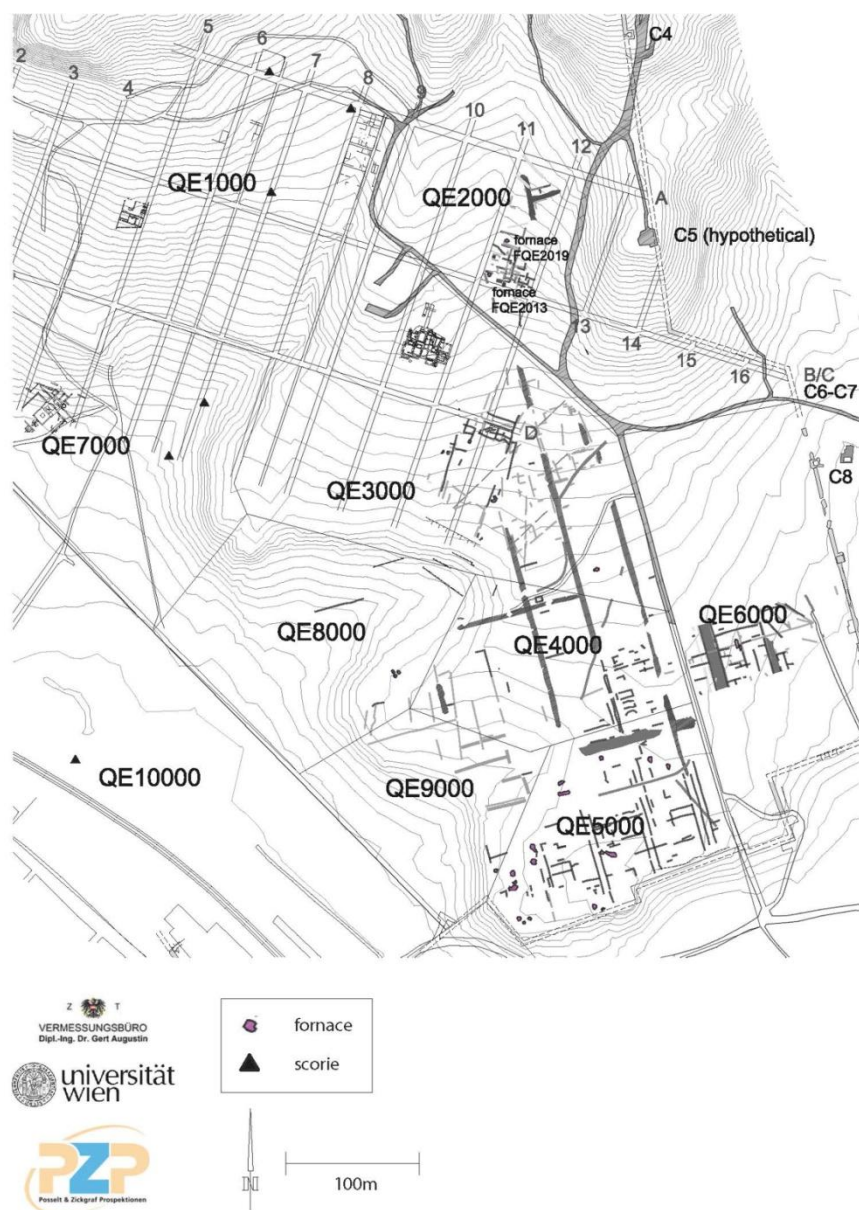 C4
5
6
2
3
4
7
8
9
10
11
12
QE1000
QE2000
A
C5 (hypothetical)
fornace
FQE2019
fornace
FQE2013
13
14
15
16
B/C
C6-C7
QE7000
D
C8
QE3000
QE8000
QE4000
QE6000
QE10000
QE9000
QE5000
Z T
VERMESSUNGSBÜRO
Dipl.-Ing. Dr. Gert Augustin
universität
wien
PZP
Posselt & Zickgraf Prospektionen
fornace
scorie
N
100m